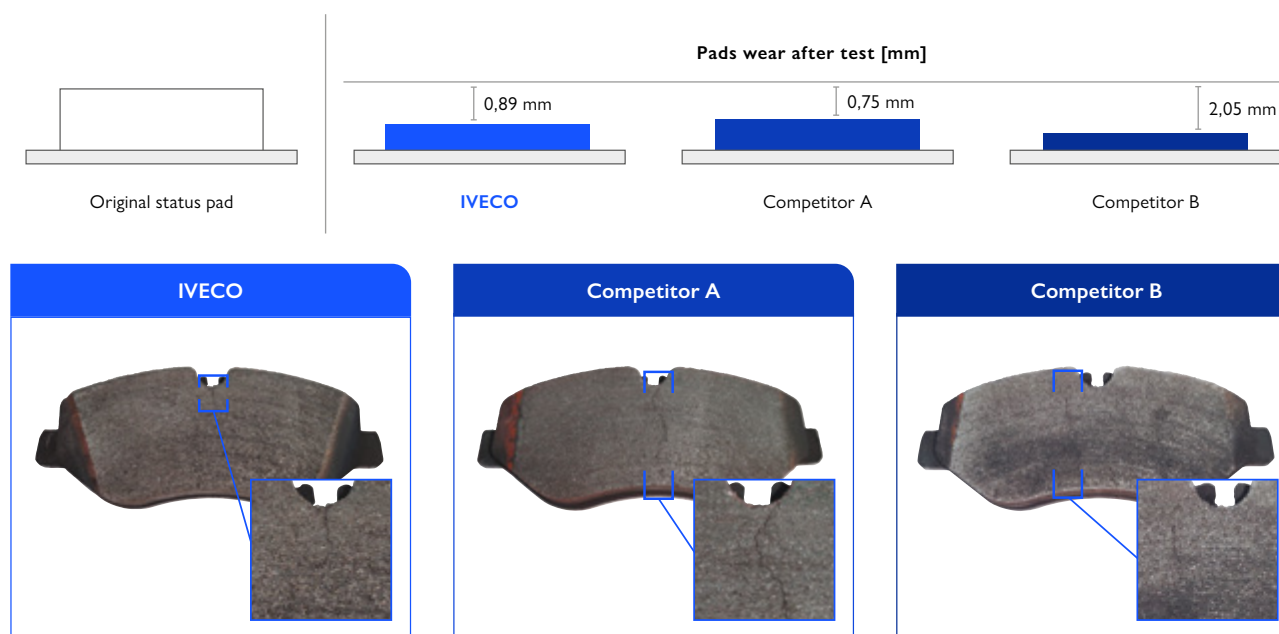 Pads wear after test [mm]
0,89 mm
0,75 mm
2,05 mm
Original status pad
IVECO
Competitor A
Competitor B
IVECO
Competitor A
Competitor B